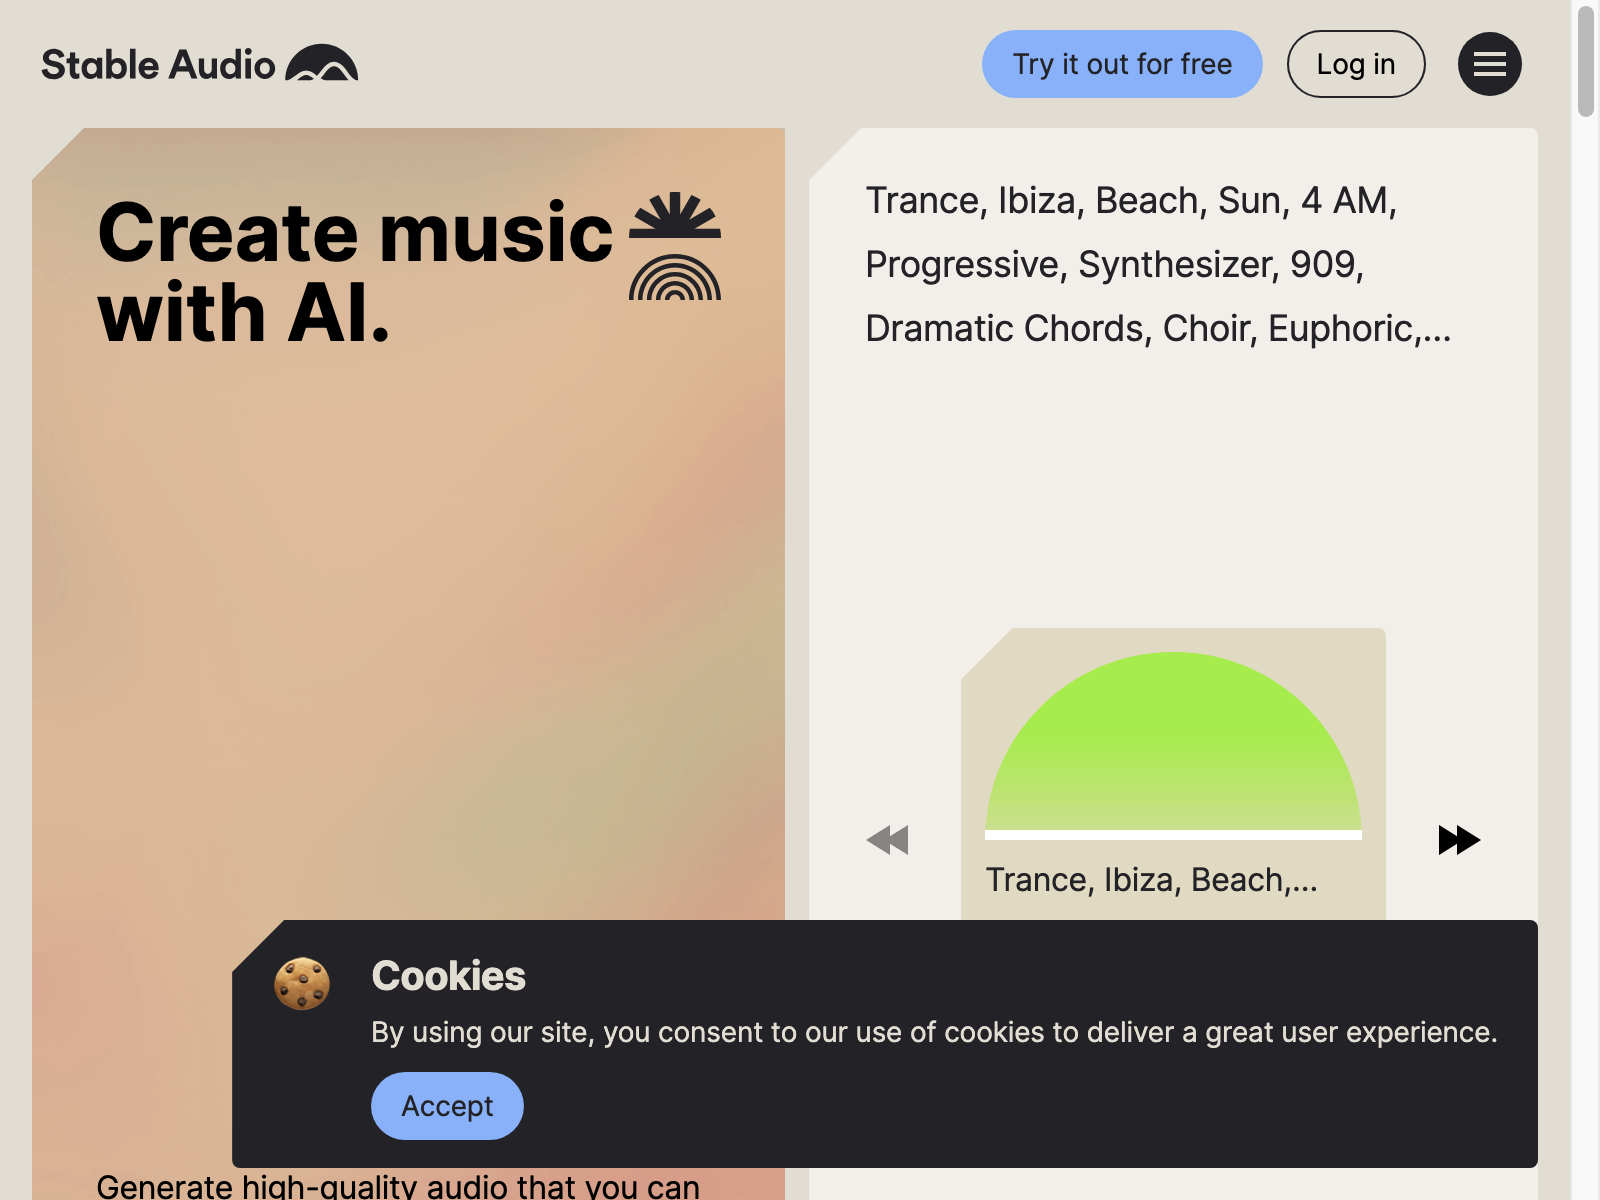 Stable Audio
Try it out for free
Log in
Create music
with AI.
Trance, Ibiza, Beach, Sun, 4 AM,
Progressive, Synthesizer, 909,
Dramatic Chords, Choir, Euphoric,...
Trance, Ibiza, Beach,...
Cookies
By using our site, you consent to our use of cookies to deliver a great user experience.
Accept
Generate high-quality audio that you can